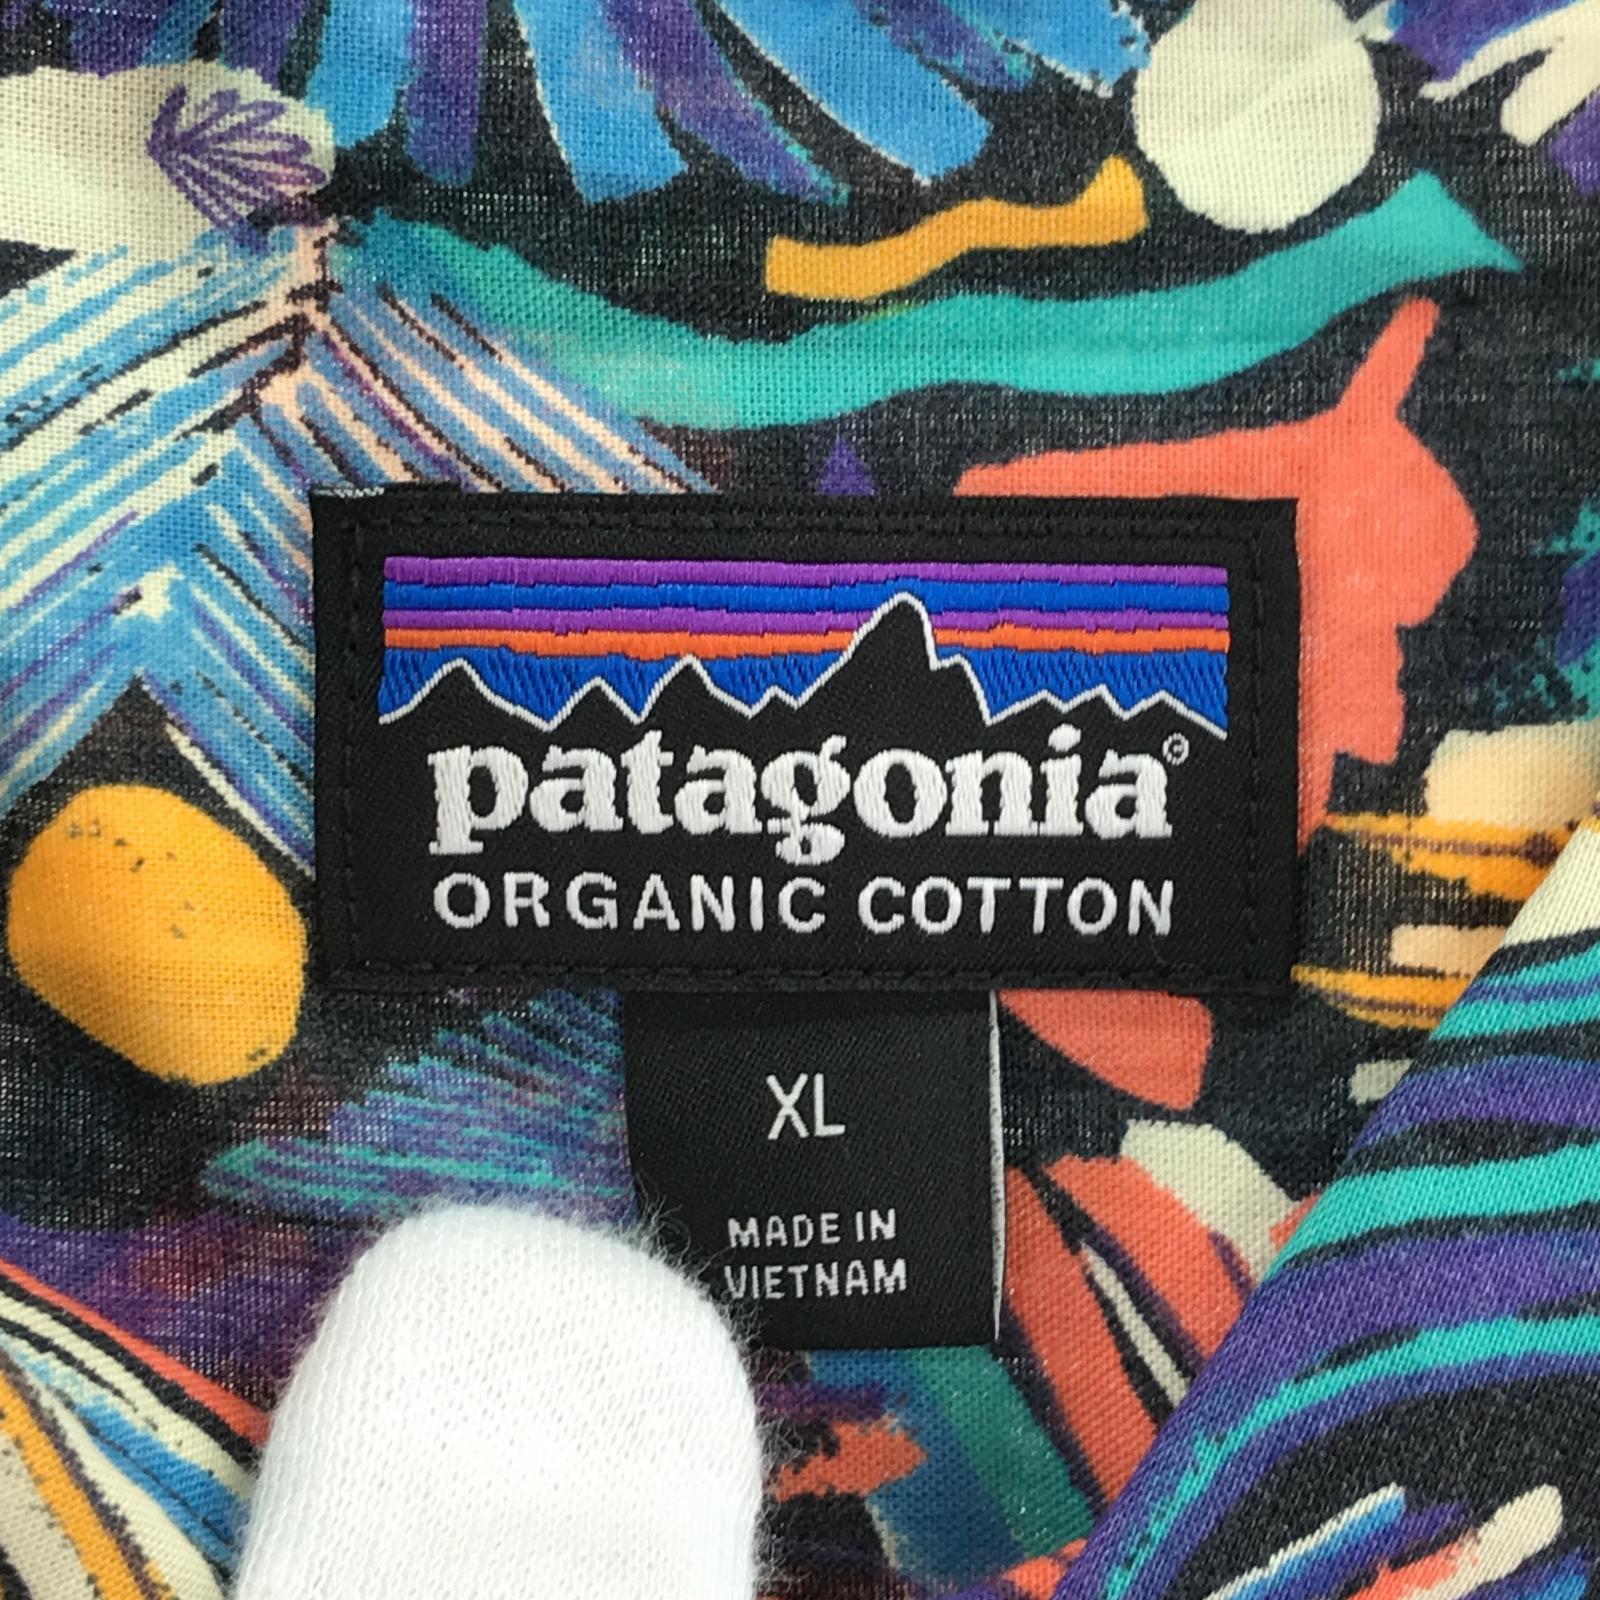 patagonia©
ORGANIC COTTON
XL
MADE IN
VIETNAM